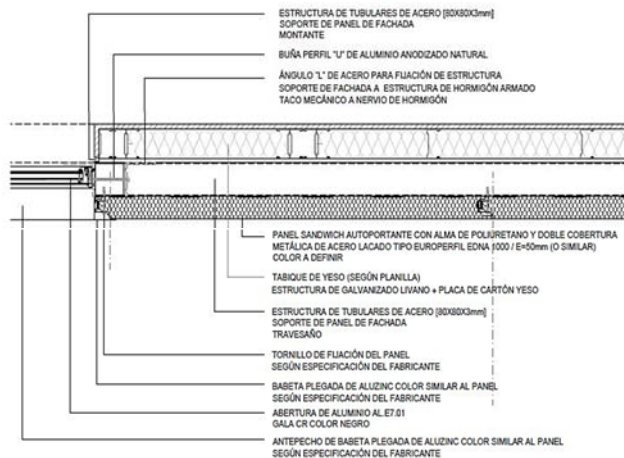 ESTRUCTURA DE TUBULARES DE ACERO [80X80X3mm]
SOPORTE DE PANEL DE FACHADA
MONTANTE
BUÑA PERFIL "U" DE ALUMINIO ANODIZADO NATURAL
ÁNGULO "L" DE ACERO PARA FIJACIÓN DE ESTRUCTURA
SOPORTE DE FACHADA A ESTRUCTURA DE HORMIGÓN ARMADO
TACO MECÁNICO A NERVIO DE HORMIGÓN
PANEL SANDWICH AUTOPORTANTE CON ALMA DE POLIURETANO Y DOBLE COBERTURA
METÁLICA DE ACERO LACADO TIPO EUROPERFIL EDNA 1000 / E=50mm (O SIMILAR)
COLOR A DEFINIR
TABIQUE DE YESO (SEGÚN PLANILLA)
ESTRUCTURA DE GALVANIZADO LIVANO + PLACA DE CARTÓN YESO
ESTRUCTURA DE TUBULARES DE ACERO [80X80X3mm]
SOPORTE DE PANEL DE FACHADA
TRAVESAÑO
TORNILLO DE FIJACIÓN DEL PANEL
SEGÚN ESPECIFICACIÓN DEL FABRICANTE
BABETA PLEGADA DE ALUZINC COLOR SIMILAR AL PANEL
SEGÚN ESPECIFICACIÓN DEL FABRICANTE
ABERTURA DE ALUMINIO AL.E7.01
GALA CR COLOR NEGRO
ANTEPECHO DE BABETA PLEGADA DE ALUZINC COLOR SIMILAR AL PANEL
SEGÚN ESPECIFICACIÓN DEL FABRICANTE